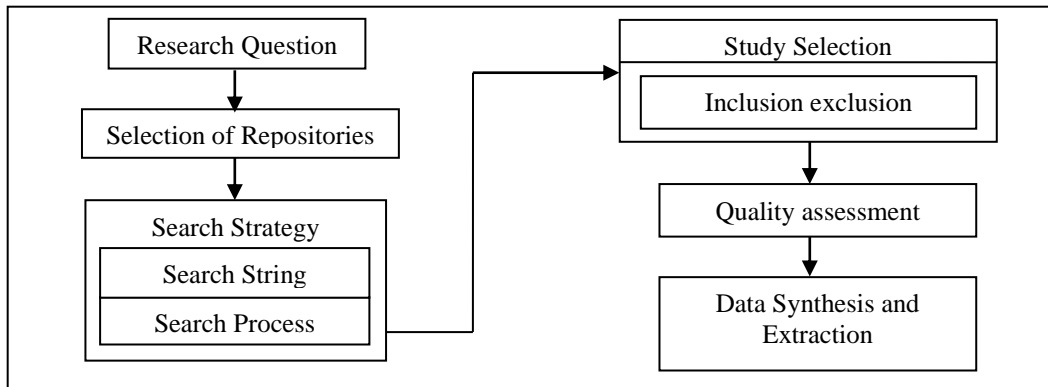 Research Question
Selection of Repositories
Search Strategy
Search String
Search Process
Study Selection
Inclusion exclusion
Quality assessment
Data Synthesis and
Extraction